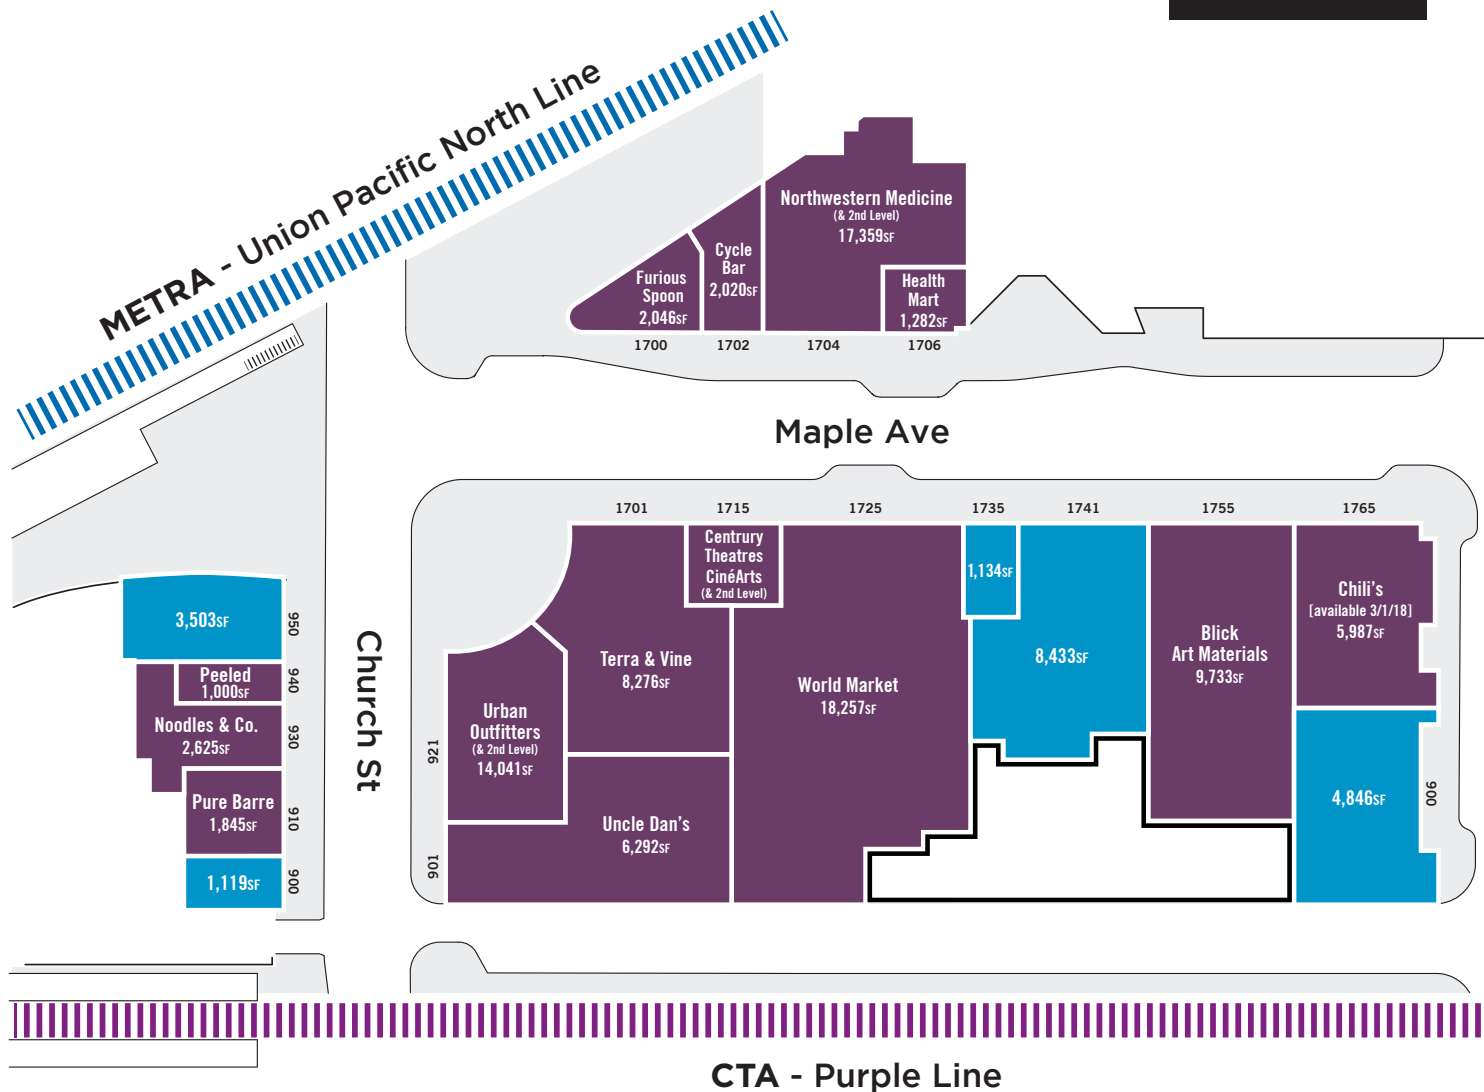 METRA - Union Pacific North Line
Northwestern Medicine
(& 2nd Level)
17,359SF
Cycle
Bar
2,020SF
Furious
Spoon
2,046SF
Health
Mart
1,282SF
1700
1702
1704
1706
Maple Ave
1701
1715
1725
1735
1741
1755
1765
Centrury
Theatres
CinéArts
(& 2nd Level)
1,134SF
Chili's
[available 3/1/18]
5,987SF
3,503SF
950
Peeled
1,000SF
940
Noodles & Co.
2,625SF
930
Pure Barre
1,845SF
910
1,119SF
900
Church St
Terra & Vine
8,276SF
World Market
18,257SF
8,433SF
Blick
Art Materials
9,733SF
Urban
Outfitters
(& 2nd Level)
14,041SF
921
Uncle Dan's
6,292SF
901
4,846SF
900
CTA - Purple Line